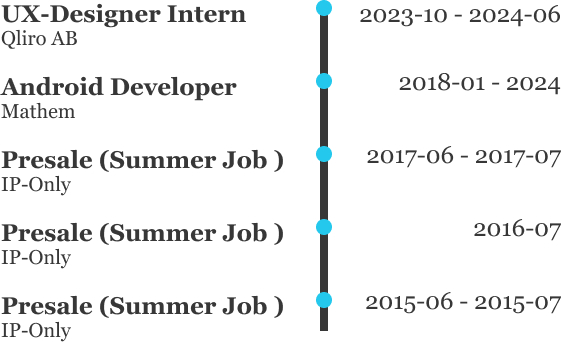 UX-Designer Intern 2023-10 - 2024-06
Qliro AB
Android Developer 2018-01 - 2024
Mathem
Presale (Summer Job ) 2017-06 - 2017-07
IP-Only
Presale (Summer Job ) 2016-07
IP-Only
Presale (Summer Job ) 2015-06 - 2015-07
IP-Only